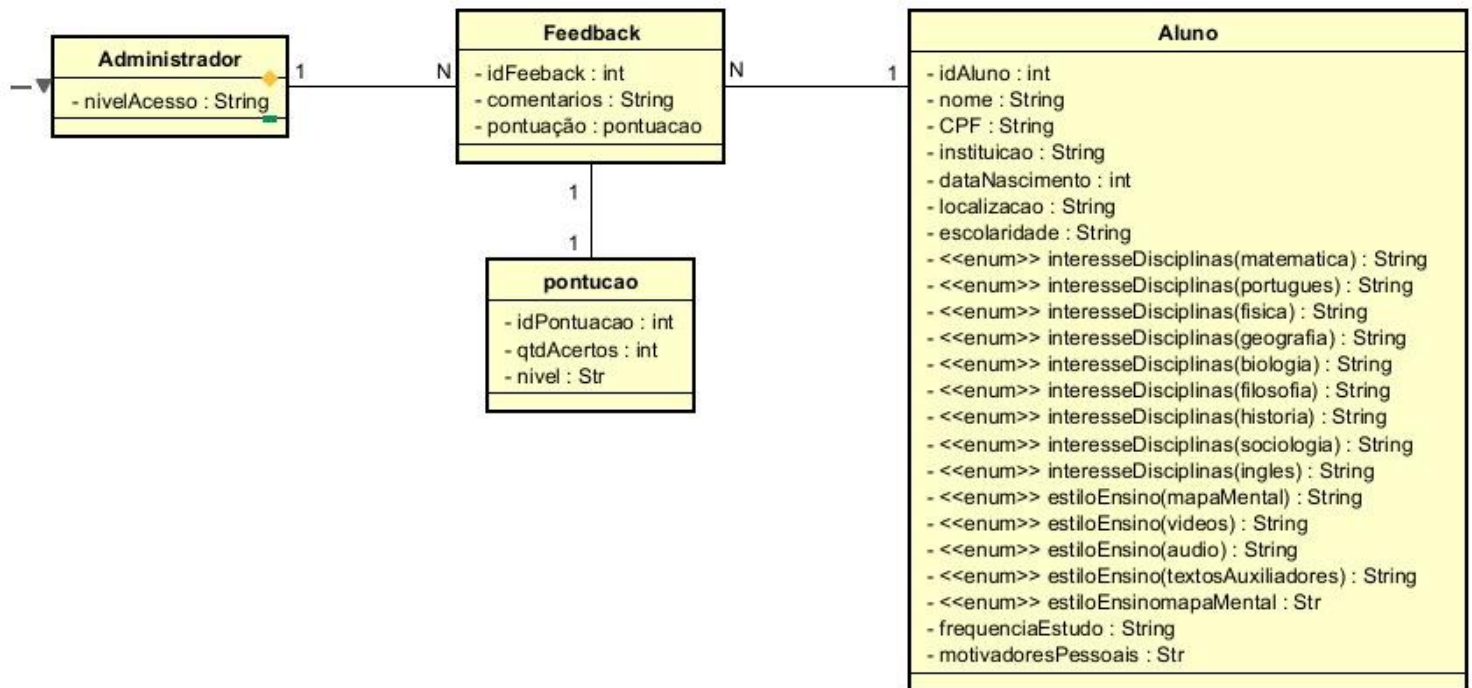 Administrador
- nivelAcesso : String
1
N
Feedback
- idFeeback : int
- comentarios : String
- pontuação : pontuacao
N
1
1
1
pontucao
- idPontuacao : int
- qtdAcertos : int
- nivel : Str
Aluno
- idAluno : int
- nome : String
- CPF : String
- instituicao : String
- dataNascimento : int
- localizacao : String
- escolaridade : String
- <<enum>> interesseDisciplinas(matematica) : String
- <<enum>> interesseDisciplinas(portugues) : String
- <<enum>> interesseDisciplinas(fisica) : String
- <<enum>> interesseDisciplinas(geografia) : String
- <<enum>> interesseDisciplinas(biologia) : String
- <<enum>> interesseDisciplinas(filosofia) : String
- <<enum>> interesseDisciplinas(historia) : String
- <<enum>> interesseDisciplinas(sociologia) : String
- <<enum>> interesseDisciplinas(ingles) : String
- <<enum>> estiloEnsino(mapaMental) : String
- <<enum>> estiloEnsino(videos) : String
- <<enum>> estiloEnsino(audio) : String
- <<enum>> estiloEnsino(textosAuxiliadores) : String
- <<enum>> estiloEnsinomapaMental : Str
- frequenciaEstudo : String
- motivadoresPessoais : Str